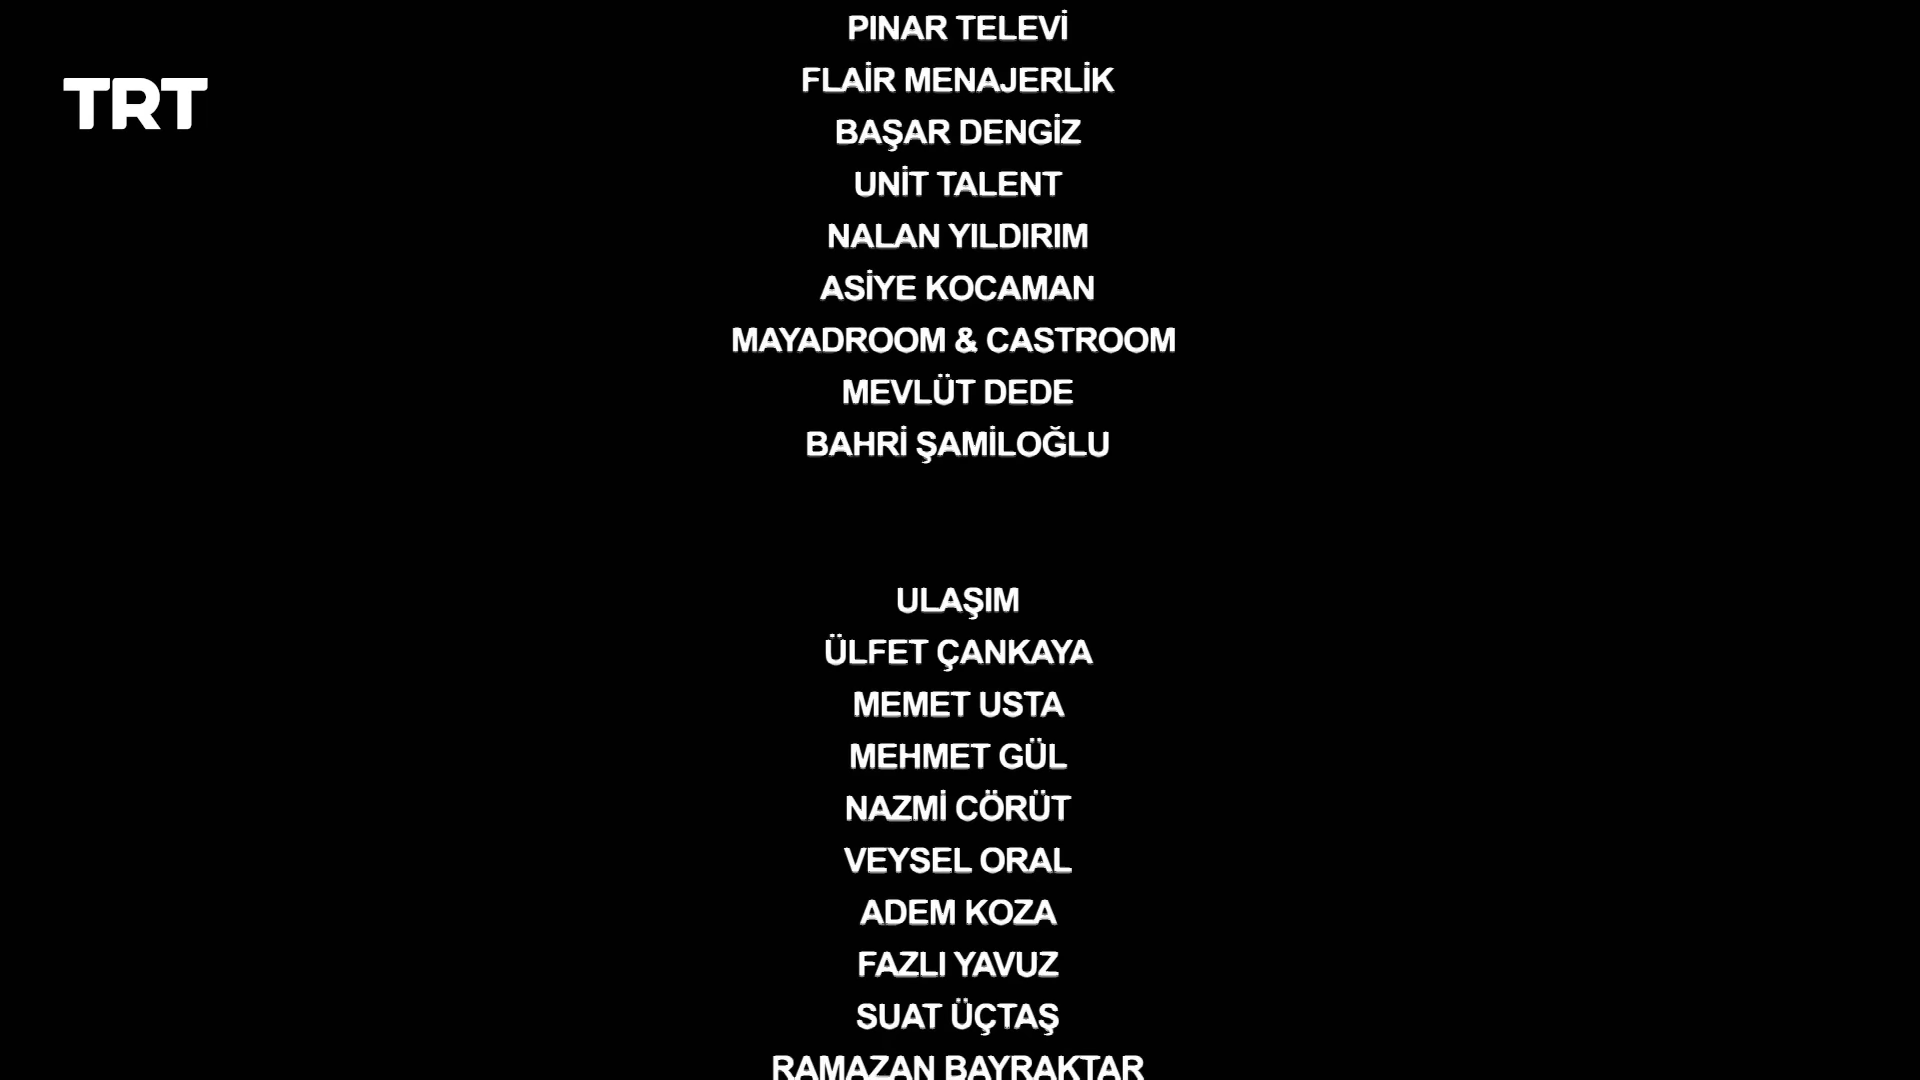 TRT
PINAR TELEVİ
FLAİR MENAJERLİK
BAŞAR DENGİZ
UNİT TALENT
NALAN YILDIRIM
ASİYE KOCAMAN
MAYADROOM & CASTROOM
MEVLÜT DEDE
BAHRİ ŞAMİLOĞLU
ULAŞIM
ÜLFET ÇANKAYA
MEMET USTA
MEHMET GÜL
NAZMİ CÖRÜT
VEYSEL ORAL
ADEM KOZA
FAZLI YAVUZ
SUAT ÜÇTAŞ
RAMAZAN BAYRAKTAR